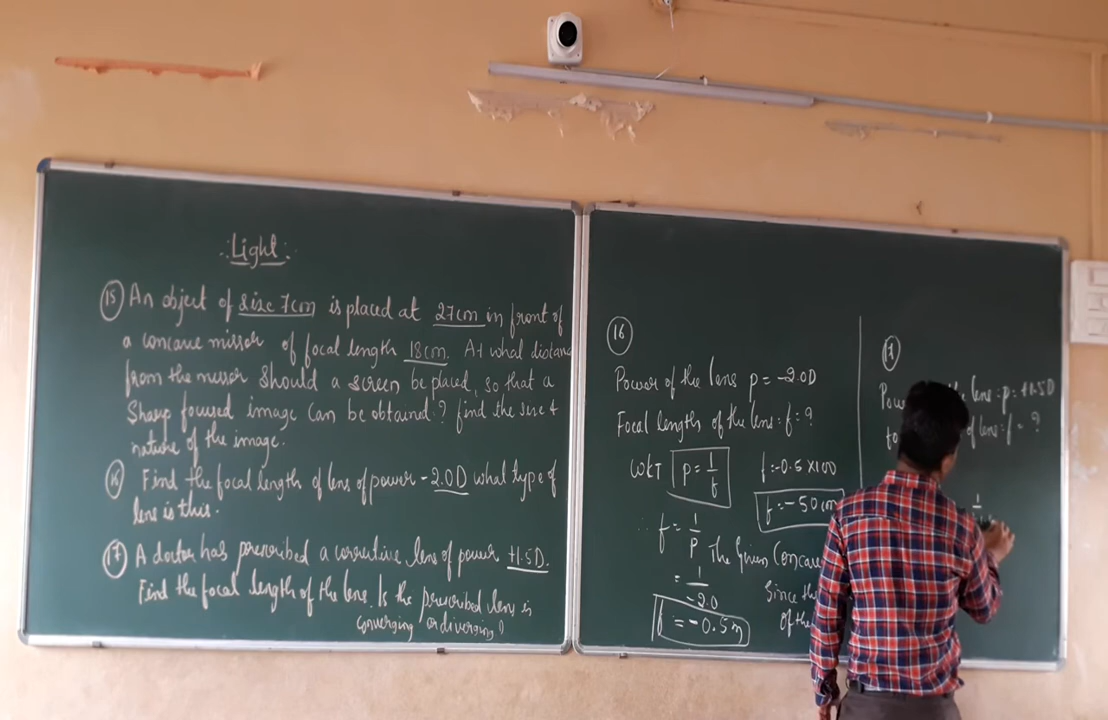 ∴ Light ∴
15 An object of size 7cm is placed at 27cm in front of
a concave mirror of focal length 18cm. At what distance
from the mirror should a screen be placed, so that a
Sharp focused image can be obtained? find the size &
nature of the image.
16 Find the focal length of lens of power -2.0D what type of
lens is this.
17 A doctor has prescribed a corrective lens of power +1.5D.
Find the focal length of the lens. Is the prescribed lens is
converging or diverging?
16
Power of the lens p = -2.0D
Focal length of the lens: f = ?
WKT p = 1/f
∴ f = 1/p
= 1/-2.0
f = -0.5m
f = -0.5 x 100
f = -50cm
The given Concave
Since the
of the
17
lens: p = +1.5D
of lens: f = ?
1